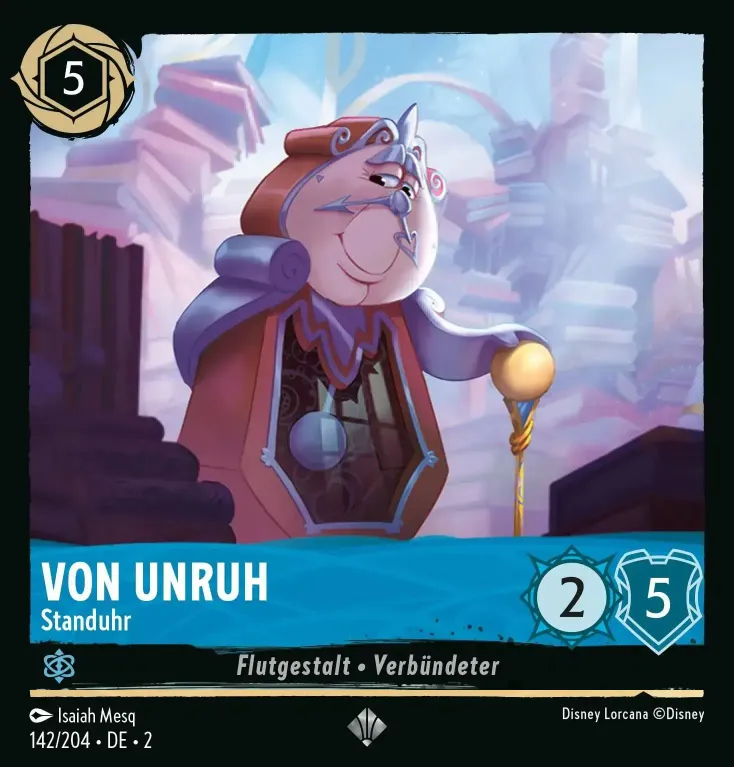 5
VON UNRUH
Standuhr
2
5
Flutgestalt • Verbündeter
Isaiah Mesq
Disney Lorcana ©Disney
142/204 • DE • 2